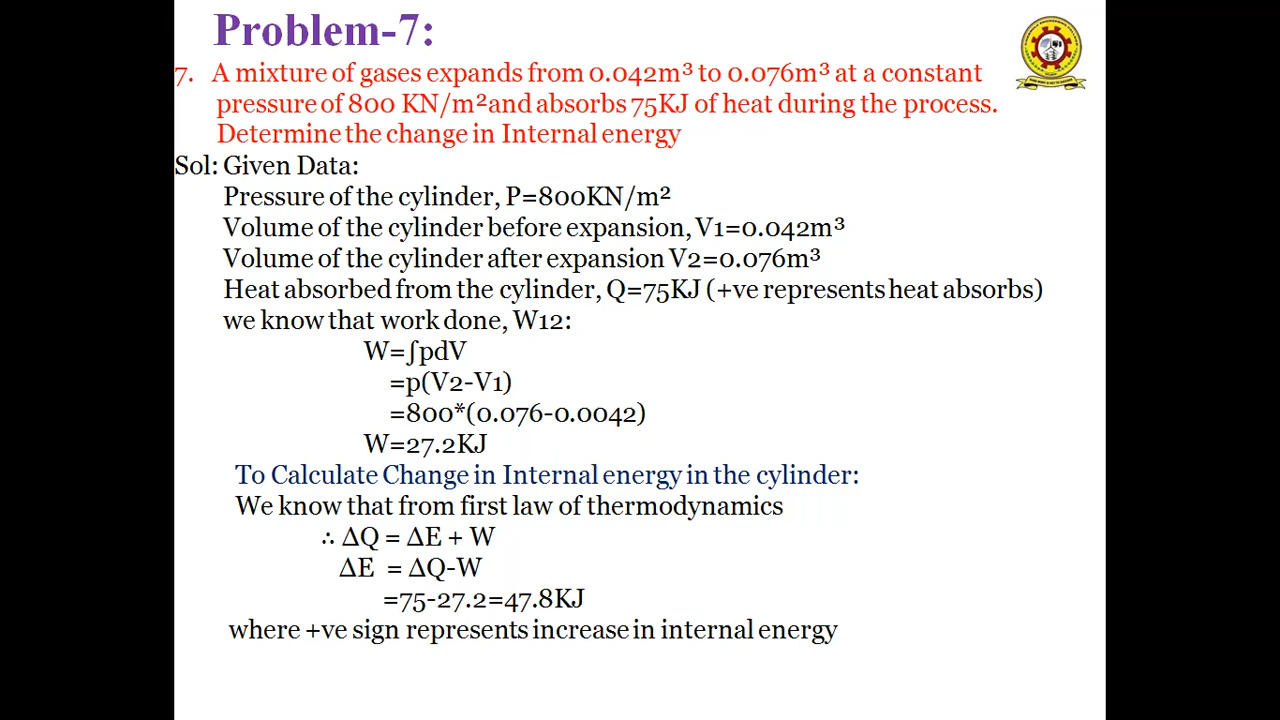 Problem-7:
7. A mixture of gases expands from 0.042m³ to 0.076m³ at a constant
pressure of 800 KN/m²and absorbs 75KJ of heat during the process.
Determine the change in Internal energy
Sol: Given Data:
Pressure of the cylinder, P=800KN/m²
Volume of the cylinder before expansion, V1=0.042m³
Volume of the cylinder after expansion V2=0.076m³
Heat absorbed from the cylinder, Q=75KJ (+ve represents heat absorbs)
we know that work done, W12:
W=∫pdV
=p(V2-V1)
=800*(0.076-0.0042)
W=27.2KJ
To Calculate Change in Internal energy in the cylinder:
We know that from first law of thermodynamics
∴ ΔQ = ΔE + W
ΔE = ΔQ-W
=75-27.2=47.8KJ
where +ve sign represents increase in internal energy